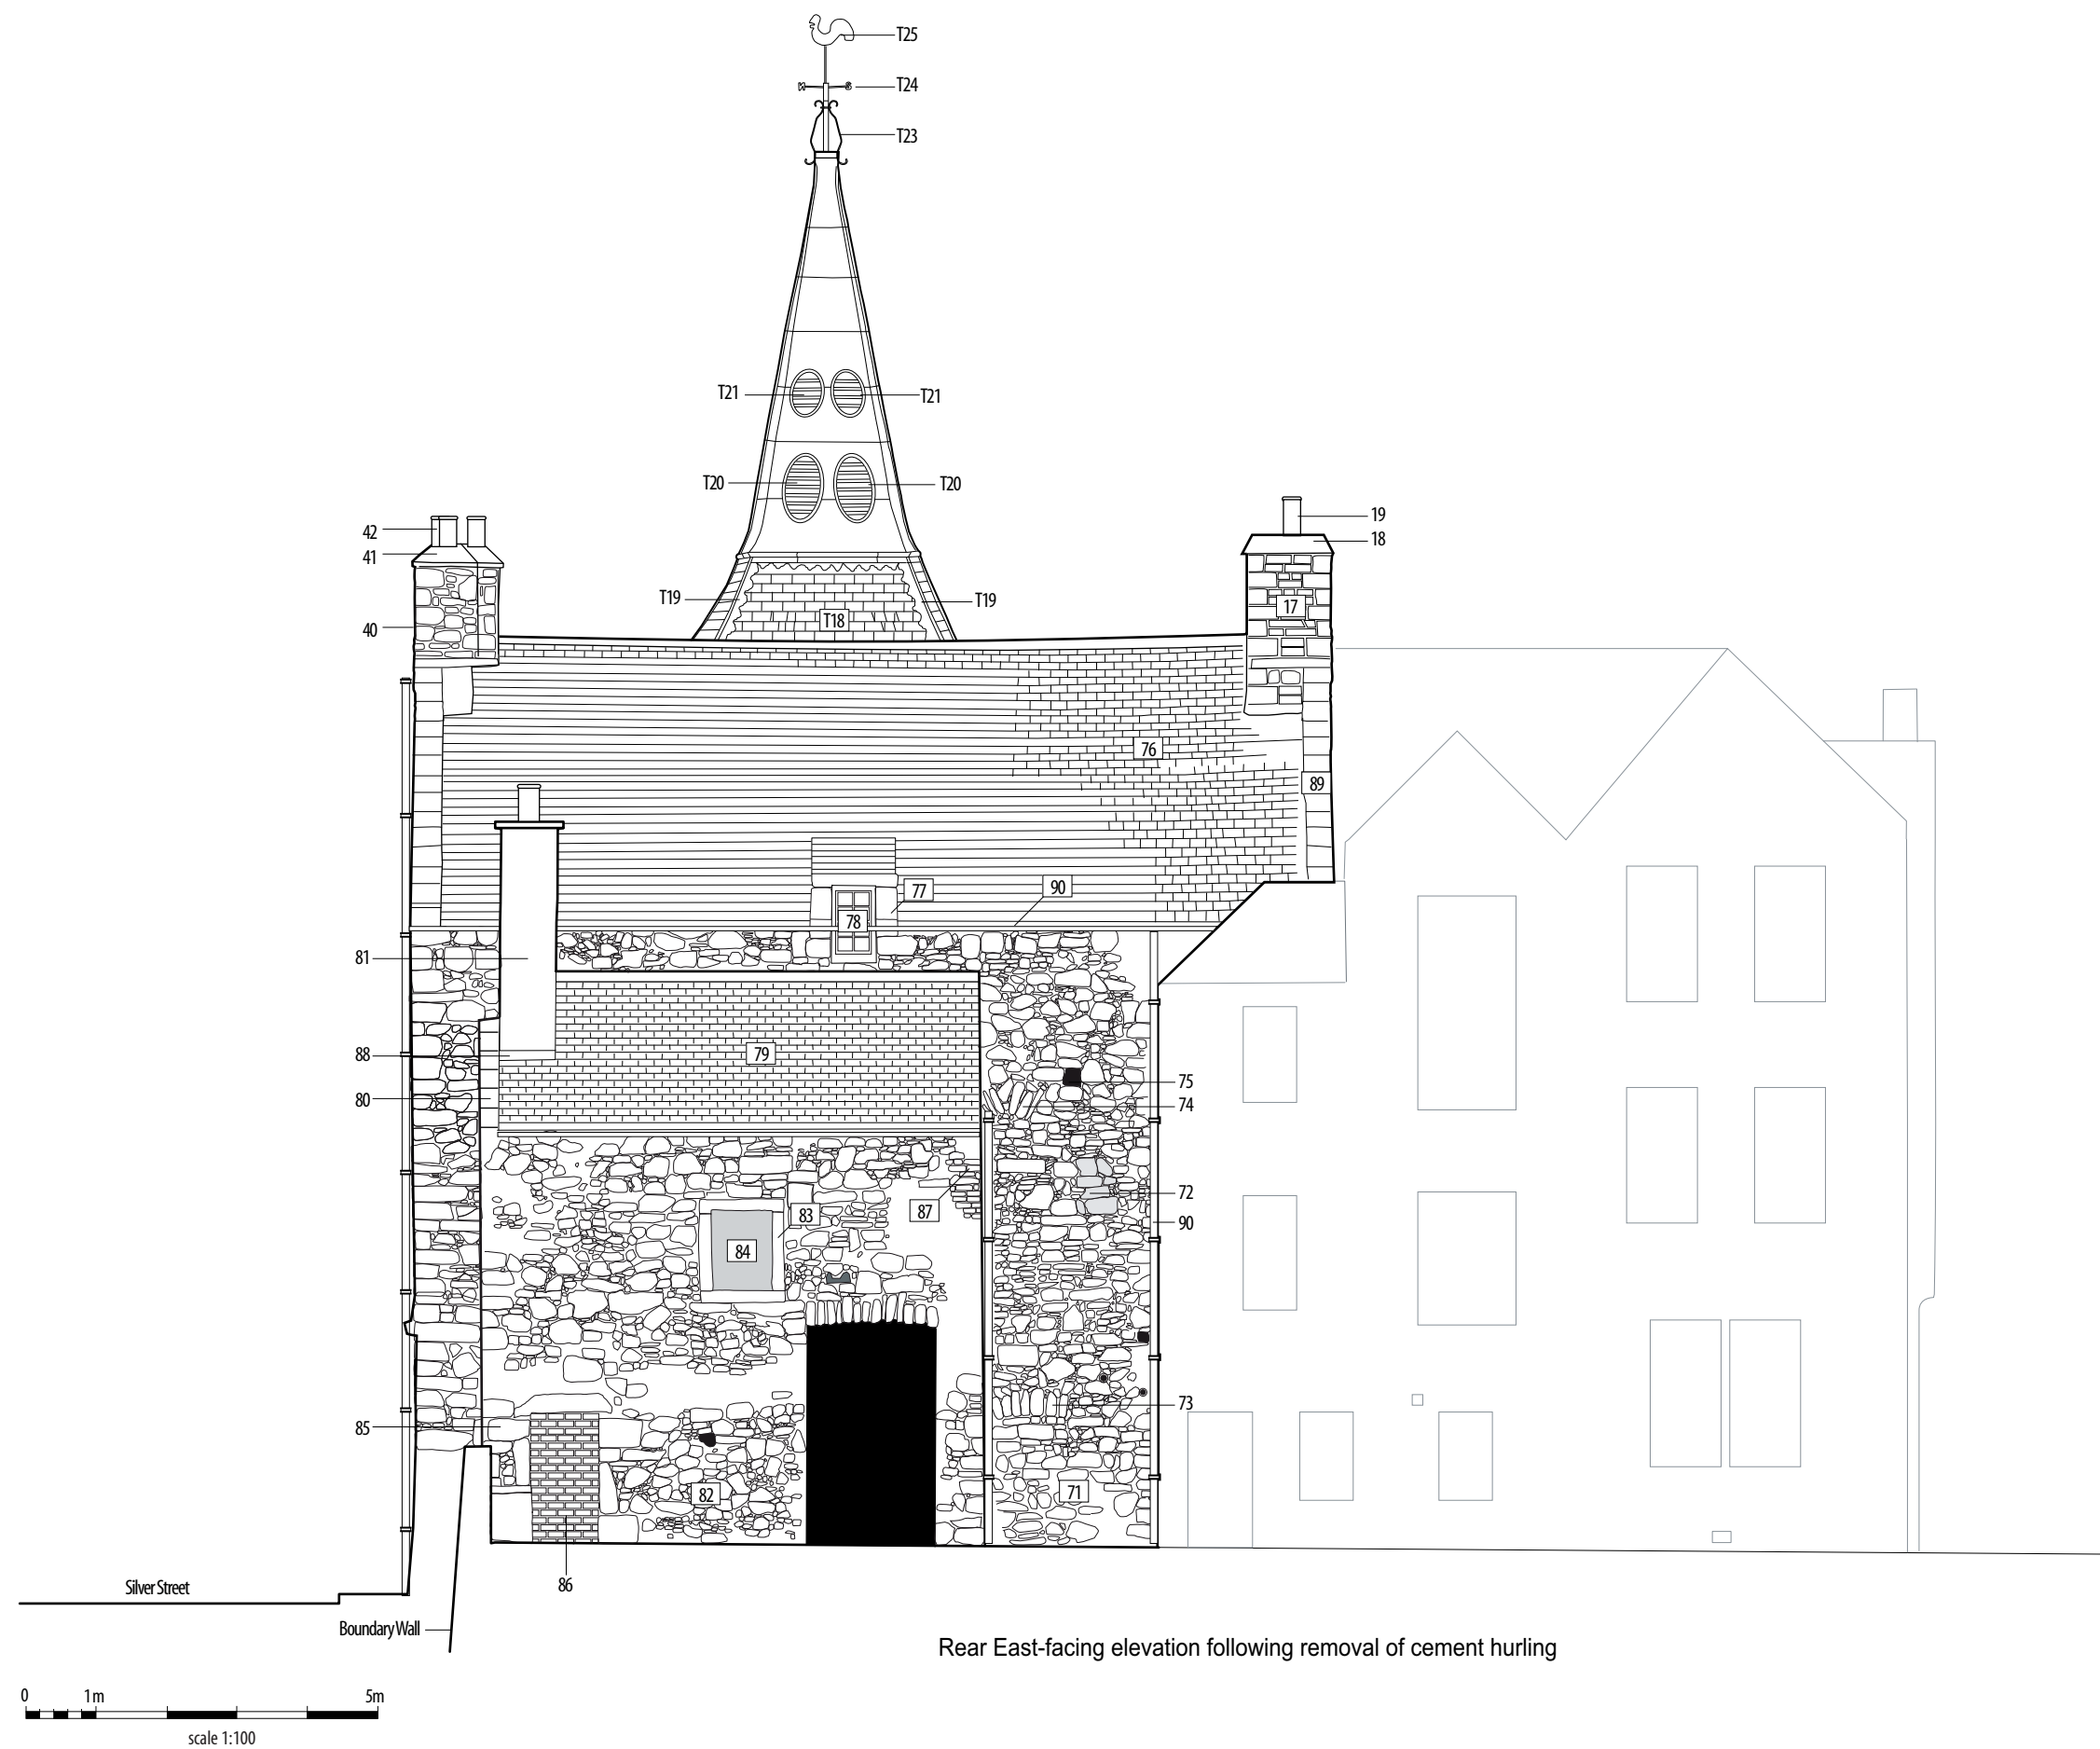 T25
N S
T24
T23
T21
T21
T20
T20
42
41
19
18
T19
T19
17
T18
40
76
89
77
90
78
81
88
79
80
75
74
72
87
83
90
84
73
85
82
71
86
Silver Street
Boundary Wall
Rear East-facing elevation following removal of cement hurling
0 1m 5m
scale 1:100